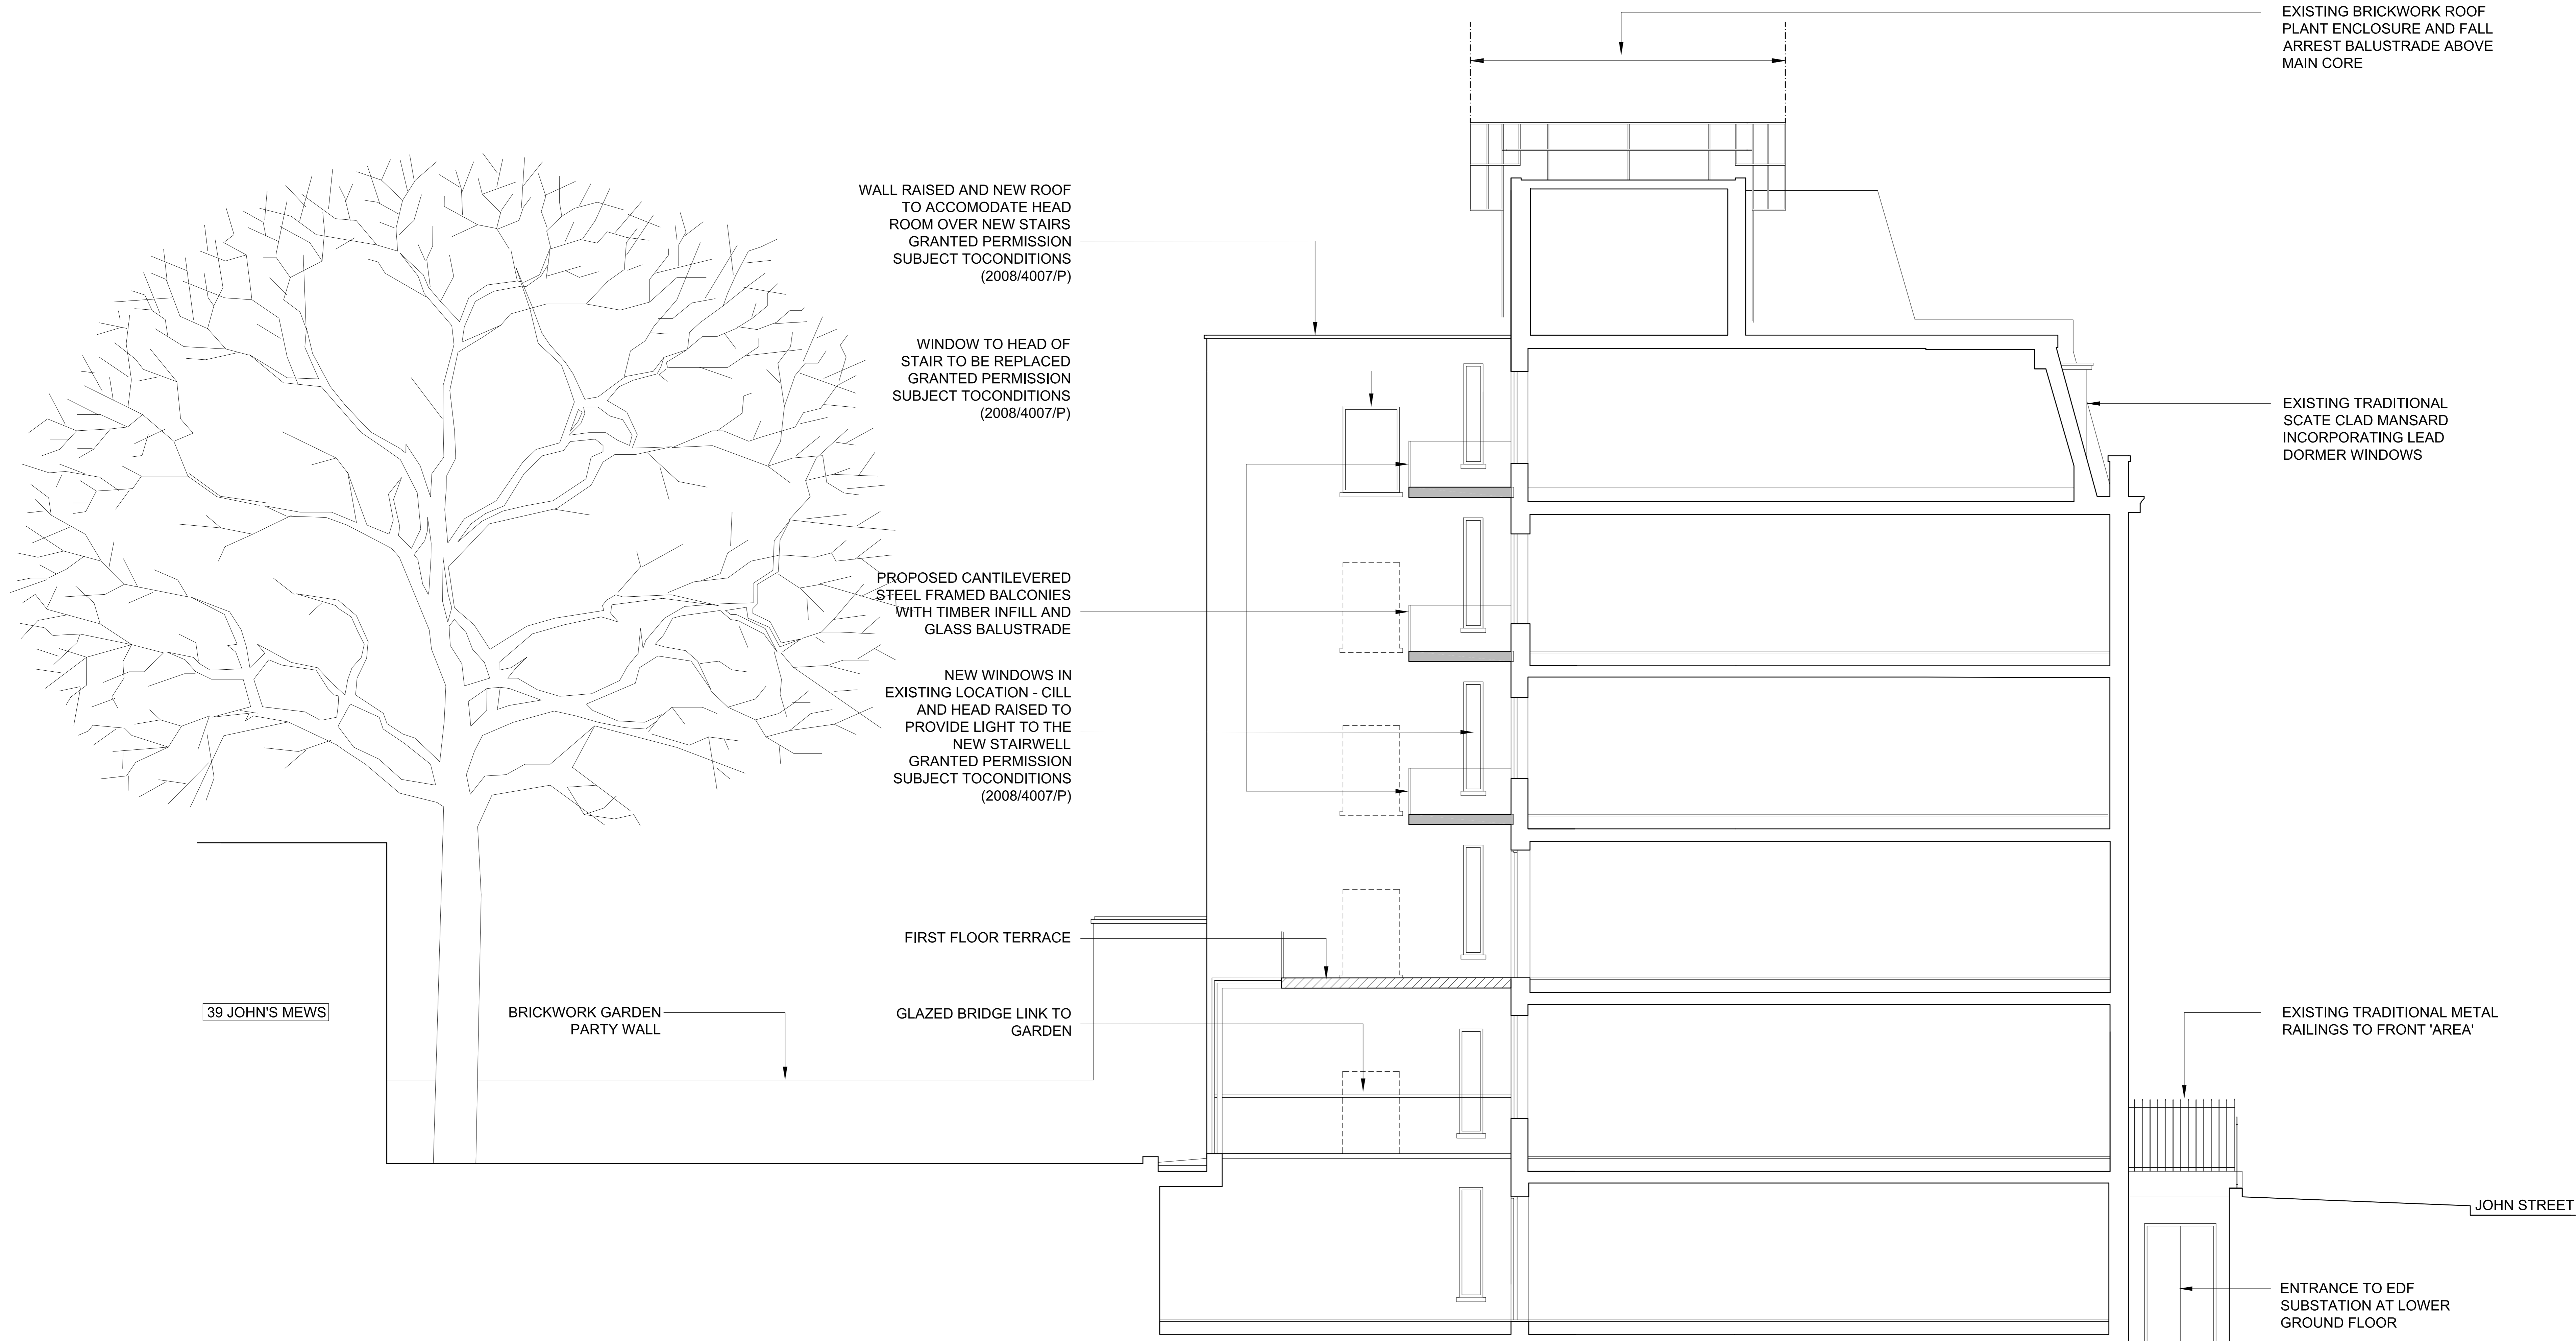 EXISTING BRICKWORK ROOF
PLANT ENCLOSURE AND FALL
ARREST BALUSTRADE ABOVE
MAIN CORE
WALL RAISED AND NEW ROOF
TO ACCOMODATE HEAD
ROOM OVER NEW STAIRS
GRANTED PERMISSION
SUBJECT TOCONDITIONS
(2008/4007/P)
WINDOW TO HEAD OF
STAIR TO BE REPLACED
GRANTED PERMISSION
SUBJECT TOCONDITIONS
(2008/4007/P)
EXISTING TRADITIONAL
SCATE CLAD MANSARD
INCORPORATING LEAD
DORMER WINDOWS
PROPOSED CANTILEVERED
STEEL FRAMED BALCONIES
WITH TIMBER INFILL AND
GLASS BALUSTRADE
NEW WINDOWS IN
EXISTING LOCATION - CILL
AND HEAD RAISED TO
PROVIDE LIGHT TO THE
NEW STAIRWELL
GRANTED PERMISSION
SUBJECT TOCONDITIONS
(2008/4007/P)
FIRST FLOOR TERRACE
39 JOHN'S MEWS
BRICKWORK GARDEN
PARTY WALL
GLAZED BRIDGE LINK TO
GARDEN
EXISTING TRADITIONAL METAL
RAILINGS TO FRONT 'AREA'
JOHN STREET
ENTRANCE TO EDF
SUBSTATION AT LOWER
GROUND FLOOR